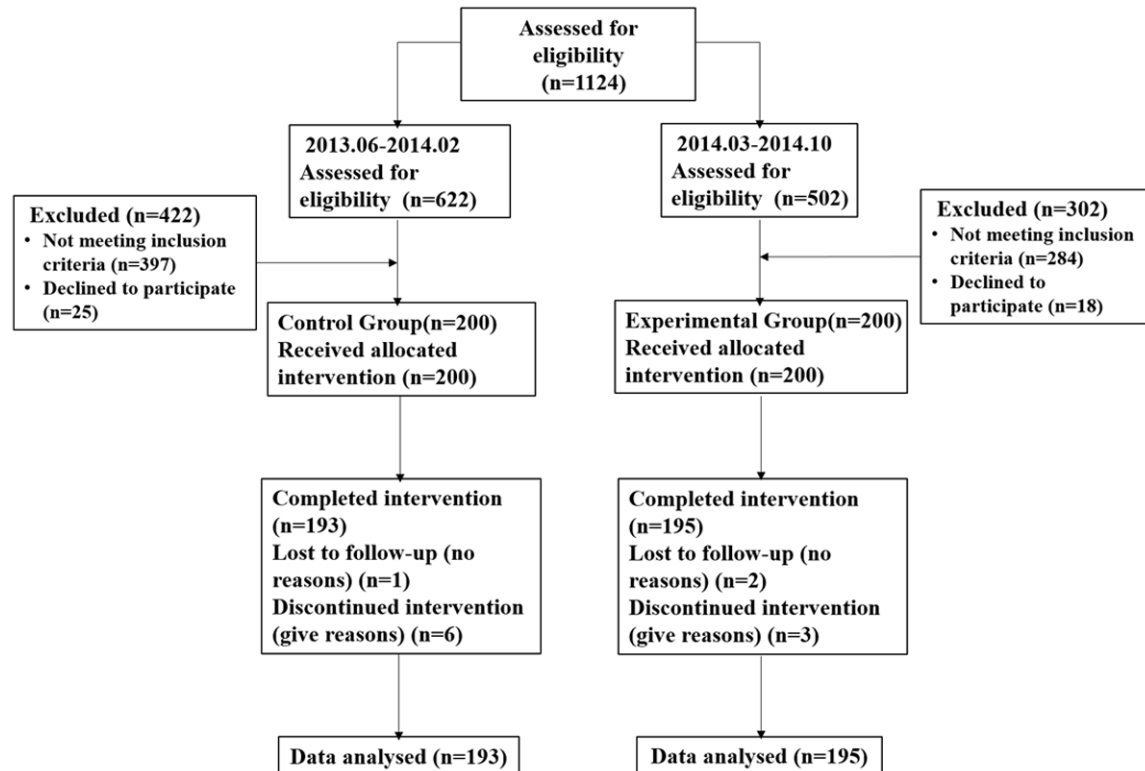 Assessed for
eligibility
(n=1124)
2013.06-2014.02
Assessed for
eligibility (n=622)
2014.03-2014.10
Assessed for
eligibility (n=502)
Excluded (n=422)
• Not meeting inclusion
criteria (n=397)
• Declined to participate
(n=25)
Excluded (n=302)
• Not meeting inclusion
criteria (n=284)
• Declined to
participate (n=18)
Control Group(n=200)
Received allocated
intervention (n=200)
Experimental Group(n=200)
Received allocated
intervention (n=200)
Completed intervention
(n=193)
Lost to follow-up (no
reasons) (n=1)
Discontinued intervention
(give reasons) (n=6)
Completed intervention
(n=195)
Lost to follow-up (no
reasons) (n=2)
Discontinued intervention
(give reasons) (n=3)
Data analysed (n=193)
Data analysed (n=195)